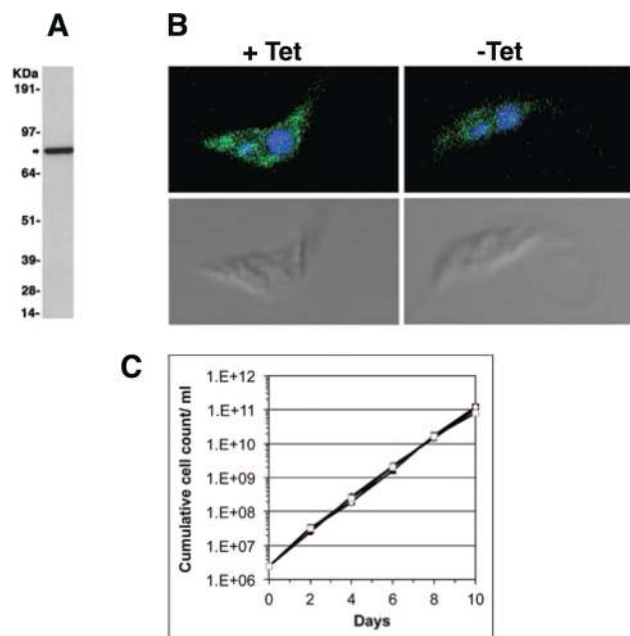 A
KDa
191-
97-
64-
51-
39-
28-
14-
B
+ Tet
-Tet
C
Cumulative cell count/ ml
1.E+12
1.E+11
1.E+10
1.E+09
1.E+08
1.E+07
1.E+06
0 2 4 6 8 10
Days